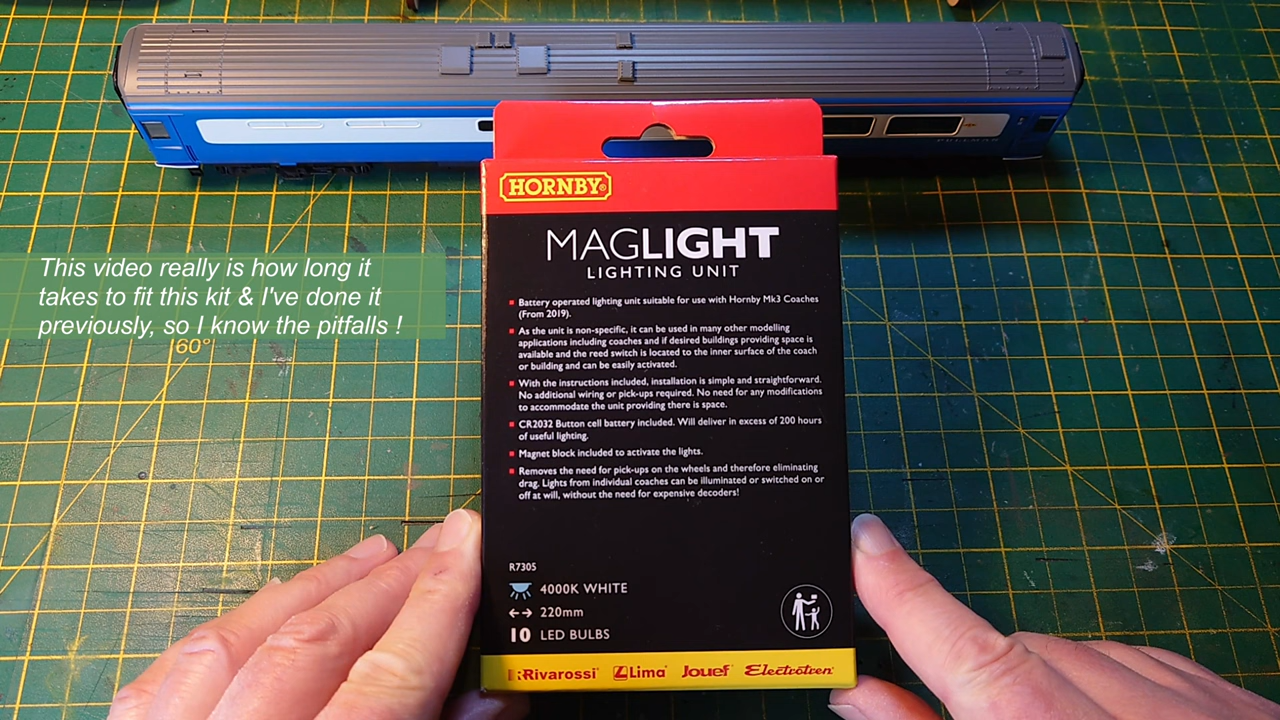 PULLMAN
HORNBY®
MAGLIGHT
LIGHTING UNIT
This video really is how long it
takes to fit this kit & I've done it
previously, so I know the pitfalls !
60°
Battery operated lighting unit suitable for use with Hornby Mk3 Coaches
(From 2019).
As the unit is non-specific, it can be used in many other modelling
applications including coaches and if desired buildings providing space is
available and the reed switch is located to the inner surface of the coach
or building and can be easily activated.
With the instructions included, installation is simple and straightforward.
No additional wiring or pick-ups required. No need for any modifications
to accommodate the unit providing there is space.
CR2032 Button cell battery included. Will deliver in excess of 200 hours
of useful lighting.
Magnet block included to activate the lights.
Removes the need for pick-ups on the wheels and therefore eliminating
drag. Lights from individual coaches can be illuminated or switched on or
off at will, without the need for expensive decoders!
R7305
4000K WHITE
220mm
10 LED BULBS
Rivarossi® Lima® Jouef® Electrotren®